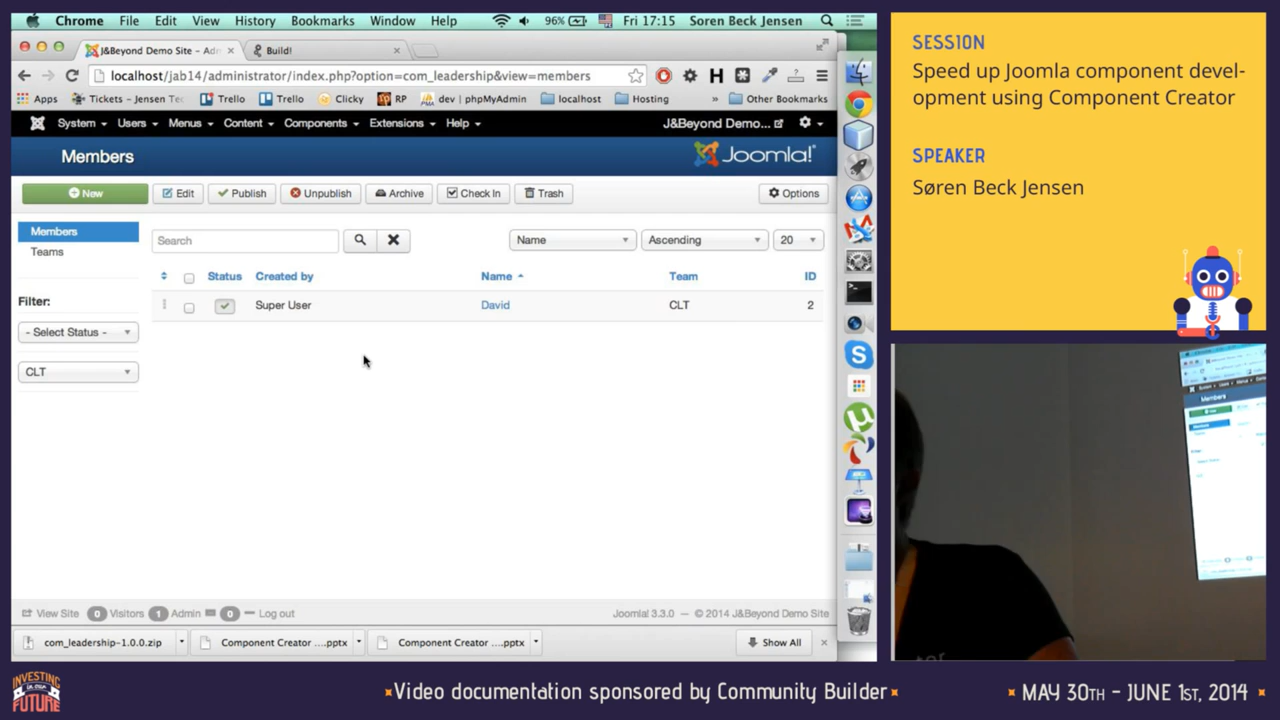 Chrome File Edit View History Bookmarks Window Help 96% Fri 17:15 Soren Beck Jensen
J&Beyond Demo Site - Adm Build!
localhost/jab14/administrator/index.php?option=com_leadership&view=members
Apps Tickets - Jensen Te Trello Trello Clicky RP dev | phpMyAdmin localhost Hosting » Other Bookmarks
System Users Menus Content Components Extensions Help J&Beyond Demo...
Members Joomla!
New Edit Publish Unpublish Archive Check In Trash Options
Members
Teams
Search Name Ascending 20
Status Created by Name Team ID
Super User David CLT 2
Filter:
- Select Status -
CLT
View Site 0 Visitors 1 Admin 0 Log out Joomla! 3.3.0 — © 2014 J&Beyond Demo Site
com_leadership-1.0.0.zip Component Creator ....pptx Component Creator ....pptx Show All
SESSION
Speed up Joomla component devel-
opment using Component Creator
SPEAKER
Søren Beck Jensen
Members
INVESTING
IN OUR
FUTURE
Video documentation sponsored by Community Builder
MAY 30TH - JUNE 1ST, 2014